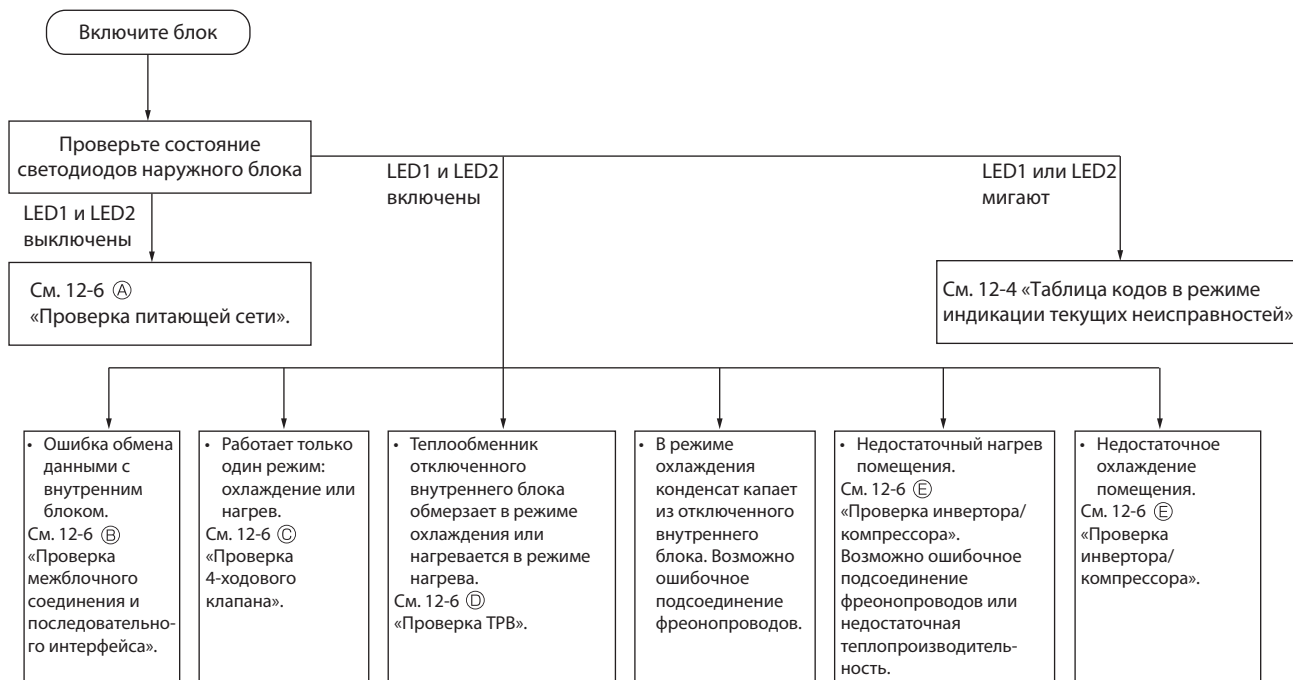 Включите блок
Проверьте состояние
светодиодов наружного блока
LED1 и LED2
выключены
LED1 и LED2
включены
LED1 или LED2
мигают
См. 12-6 Ⓐ
«Проверка питающей сети».
См. 12-4 «Таблица кодов в режиме
индикации текущих неисправностей»
• Ошибка обмена
данными с
внутренним
блоком.
См. 12-6 Ⓑ
«Проверка
межблочного
соединения и
последовательно-
го интерфейса».
• Работает только
один режим:
охлаждение или
нагрев.
См. 12-6 Ⓒ
«Проверка
4-ходового
клапана».
• Теплообменник
отключенного
внутреннего блока
обмерзает в режиме
охлаждения или
нагревается в режиме
нагрева.
См. 12-6 Ⓓ
«Проверка ТРВ».
• В режиме
охлаждения
конденсат капает
из отключенного
внутреннего
блока. Возможно
ошибочное
подсоединение
фреонопроводов.
• Недостаточный нагрев
помещения.
См. 12-6 Ⓔ
«Проверка инвертора/
компрессора».
Возможно ошибочное
подсоединение
фреонопроводов или
недостаточная
теплопроизводитель-
ность.
• Недостаточное
охлаждение
помещения.
См. 12-6 Ⓔ
«Проверка
инвертора/
компрессора».